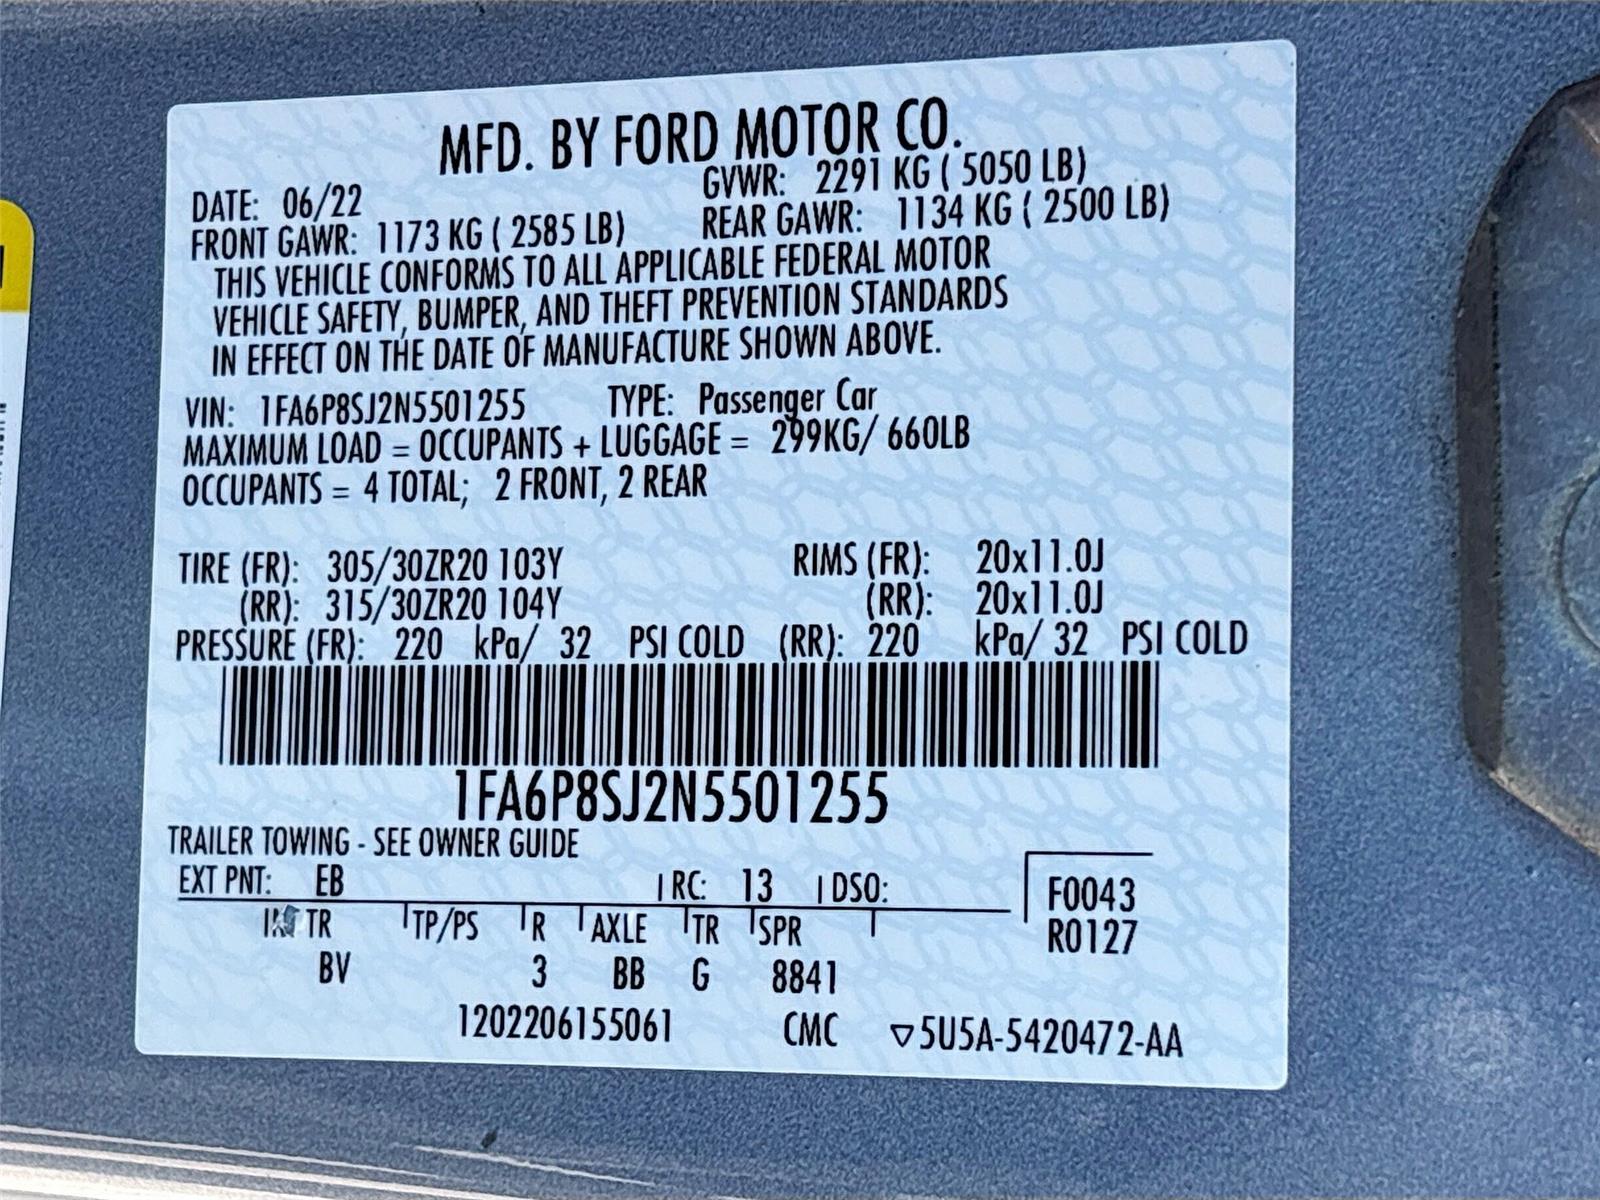 MFD. BY FORD MOTOR CO.
DATE: 06/22 GVWR: 2291 KG ( 5050 LB)
FRONT GAWR: 1173 KG ( 2585 LB) REAR GAWR: 1134 KG ( 2500 LB)
THIS VEHICLE CONFORMS TO ALL APPLICABLE FEDERAL MOTOR
VEHICLE SAFETY, BUMPER, AND THEFT PREVENTION STANDARDS
IN EFFECT ON THE DATE OF MANUFACTURE SHOWN ABOVE.
VIN: 1FA6P8SJ2N5501255 TYPE: Passenger Car
MAXIMUM LOAD = OCCUPANTS + LUGGAGE = 299KG/ 660LB
OCCUPANTS = 4 TOTAL; 2 FRONT, 2 REAR
TIRE (FR): 305/30ZR20 103Y RIMS (FR): 20x11.0J
(RR): 315/30ZR20 104Y (RR): 20x11.0J
PRESSURE (FR): 220 kPa/ 32 PSI COLD (RR): 220 kPa/ 32 PSI COLD
1FA6P8SJ2N5501255
TRAILER TOWING - SEE OWNER GUIDE
EXT PNT: EB RC: 13 DSO: F0043
INT TR TP/PS R AXLE TR SPR R0127
BV 3 BB G 8841
1202206155061 CMC ▽5U5A-5420472-AA